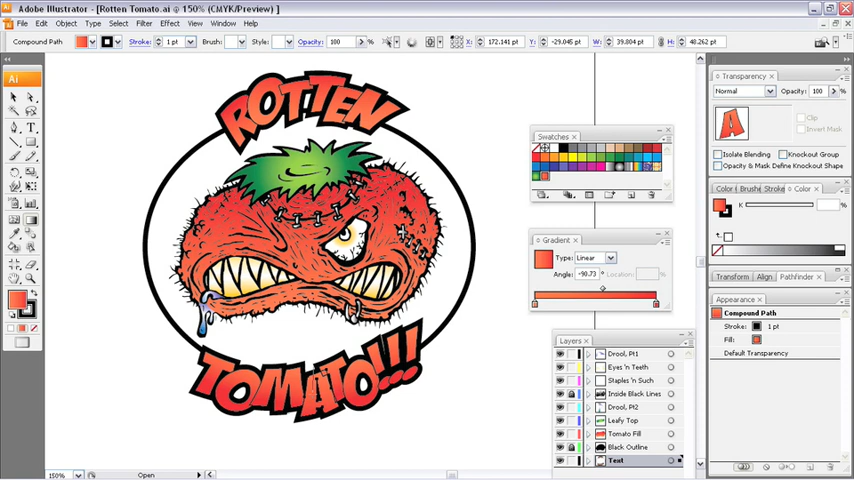 Adobe Illustrator - [Rotten Tomato.ai @ 150% (CMYK/Preview) ]
File Edit Object Type Select Filter Effect View Window Help
Compound Path Stroke: 1 pt Brush: Style: Opacity: 100 % X: 172.141 pt Y: -29.045 pt W: 39.804 pt H: 48.262 pt
Ai
ROTTEN
TOMATO!!!
Swatches
Gradient
Type: Linear
Angle: -90.73 ° Location: %
Layers
Drool, Pt1
Eyes 'n Teeth
Staples 'n Such
Inside Black Lines
Drool, Pt2
Leafy Top
Tomato Fill
Black Outline
Text
Transparency
Normal Opacity: 100 %
A
Clip
Invert Mask
Isolate Blending Knockout Group
Opacity & Mask Define Knockout Shape
Color Brushes Stroke Color
K %
Transform Align Pathfinder
Appearance
Compound Path
Stroke: 1 pt
Fill:
Default Transparency
150% Open